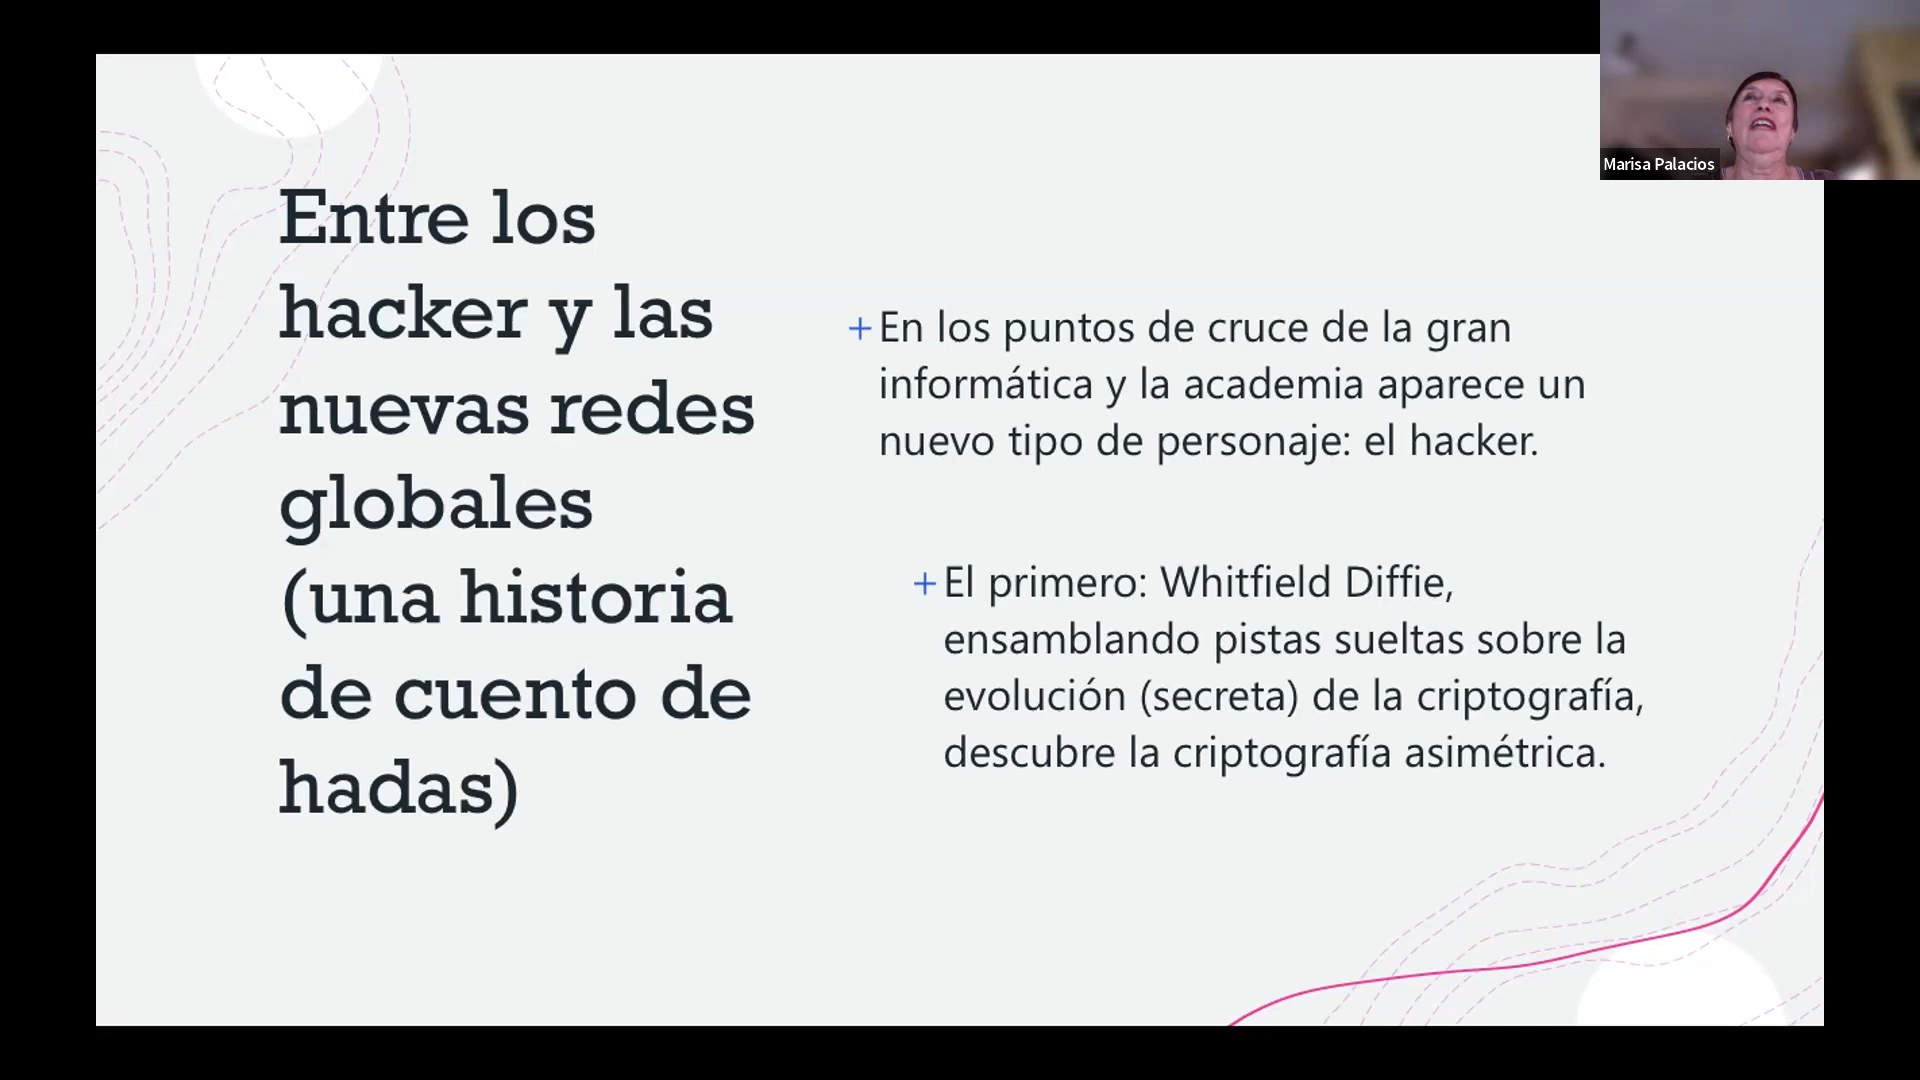 Marisa Palacios
Entre los
hacker y las
nuevas redes
globales
(una historia
de cuento de
hadas)
+ En los puntos de cruce de la gran
informática y la academia aparece un
nuevo tipo de personaje: el hacker.
+ El primero: Whitfield Diffie,
ensamblando pistas sueltas sobre la
evolución (secreta) de la criptografía,
descubre la criptografía asimétrica.